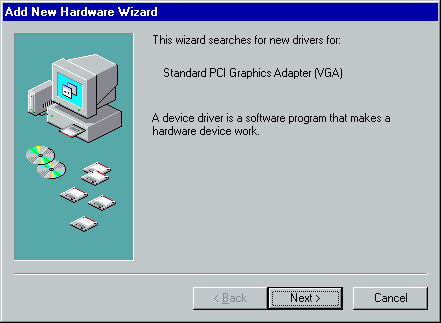 Add New Hardware Wizard
This wizard searches for new drivers for:
Standard PCI Graphics Adapter (VGA)
A device driver is a software program that makes a
hardware device work.
< Back
Next >
Cancel